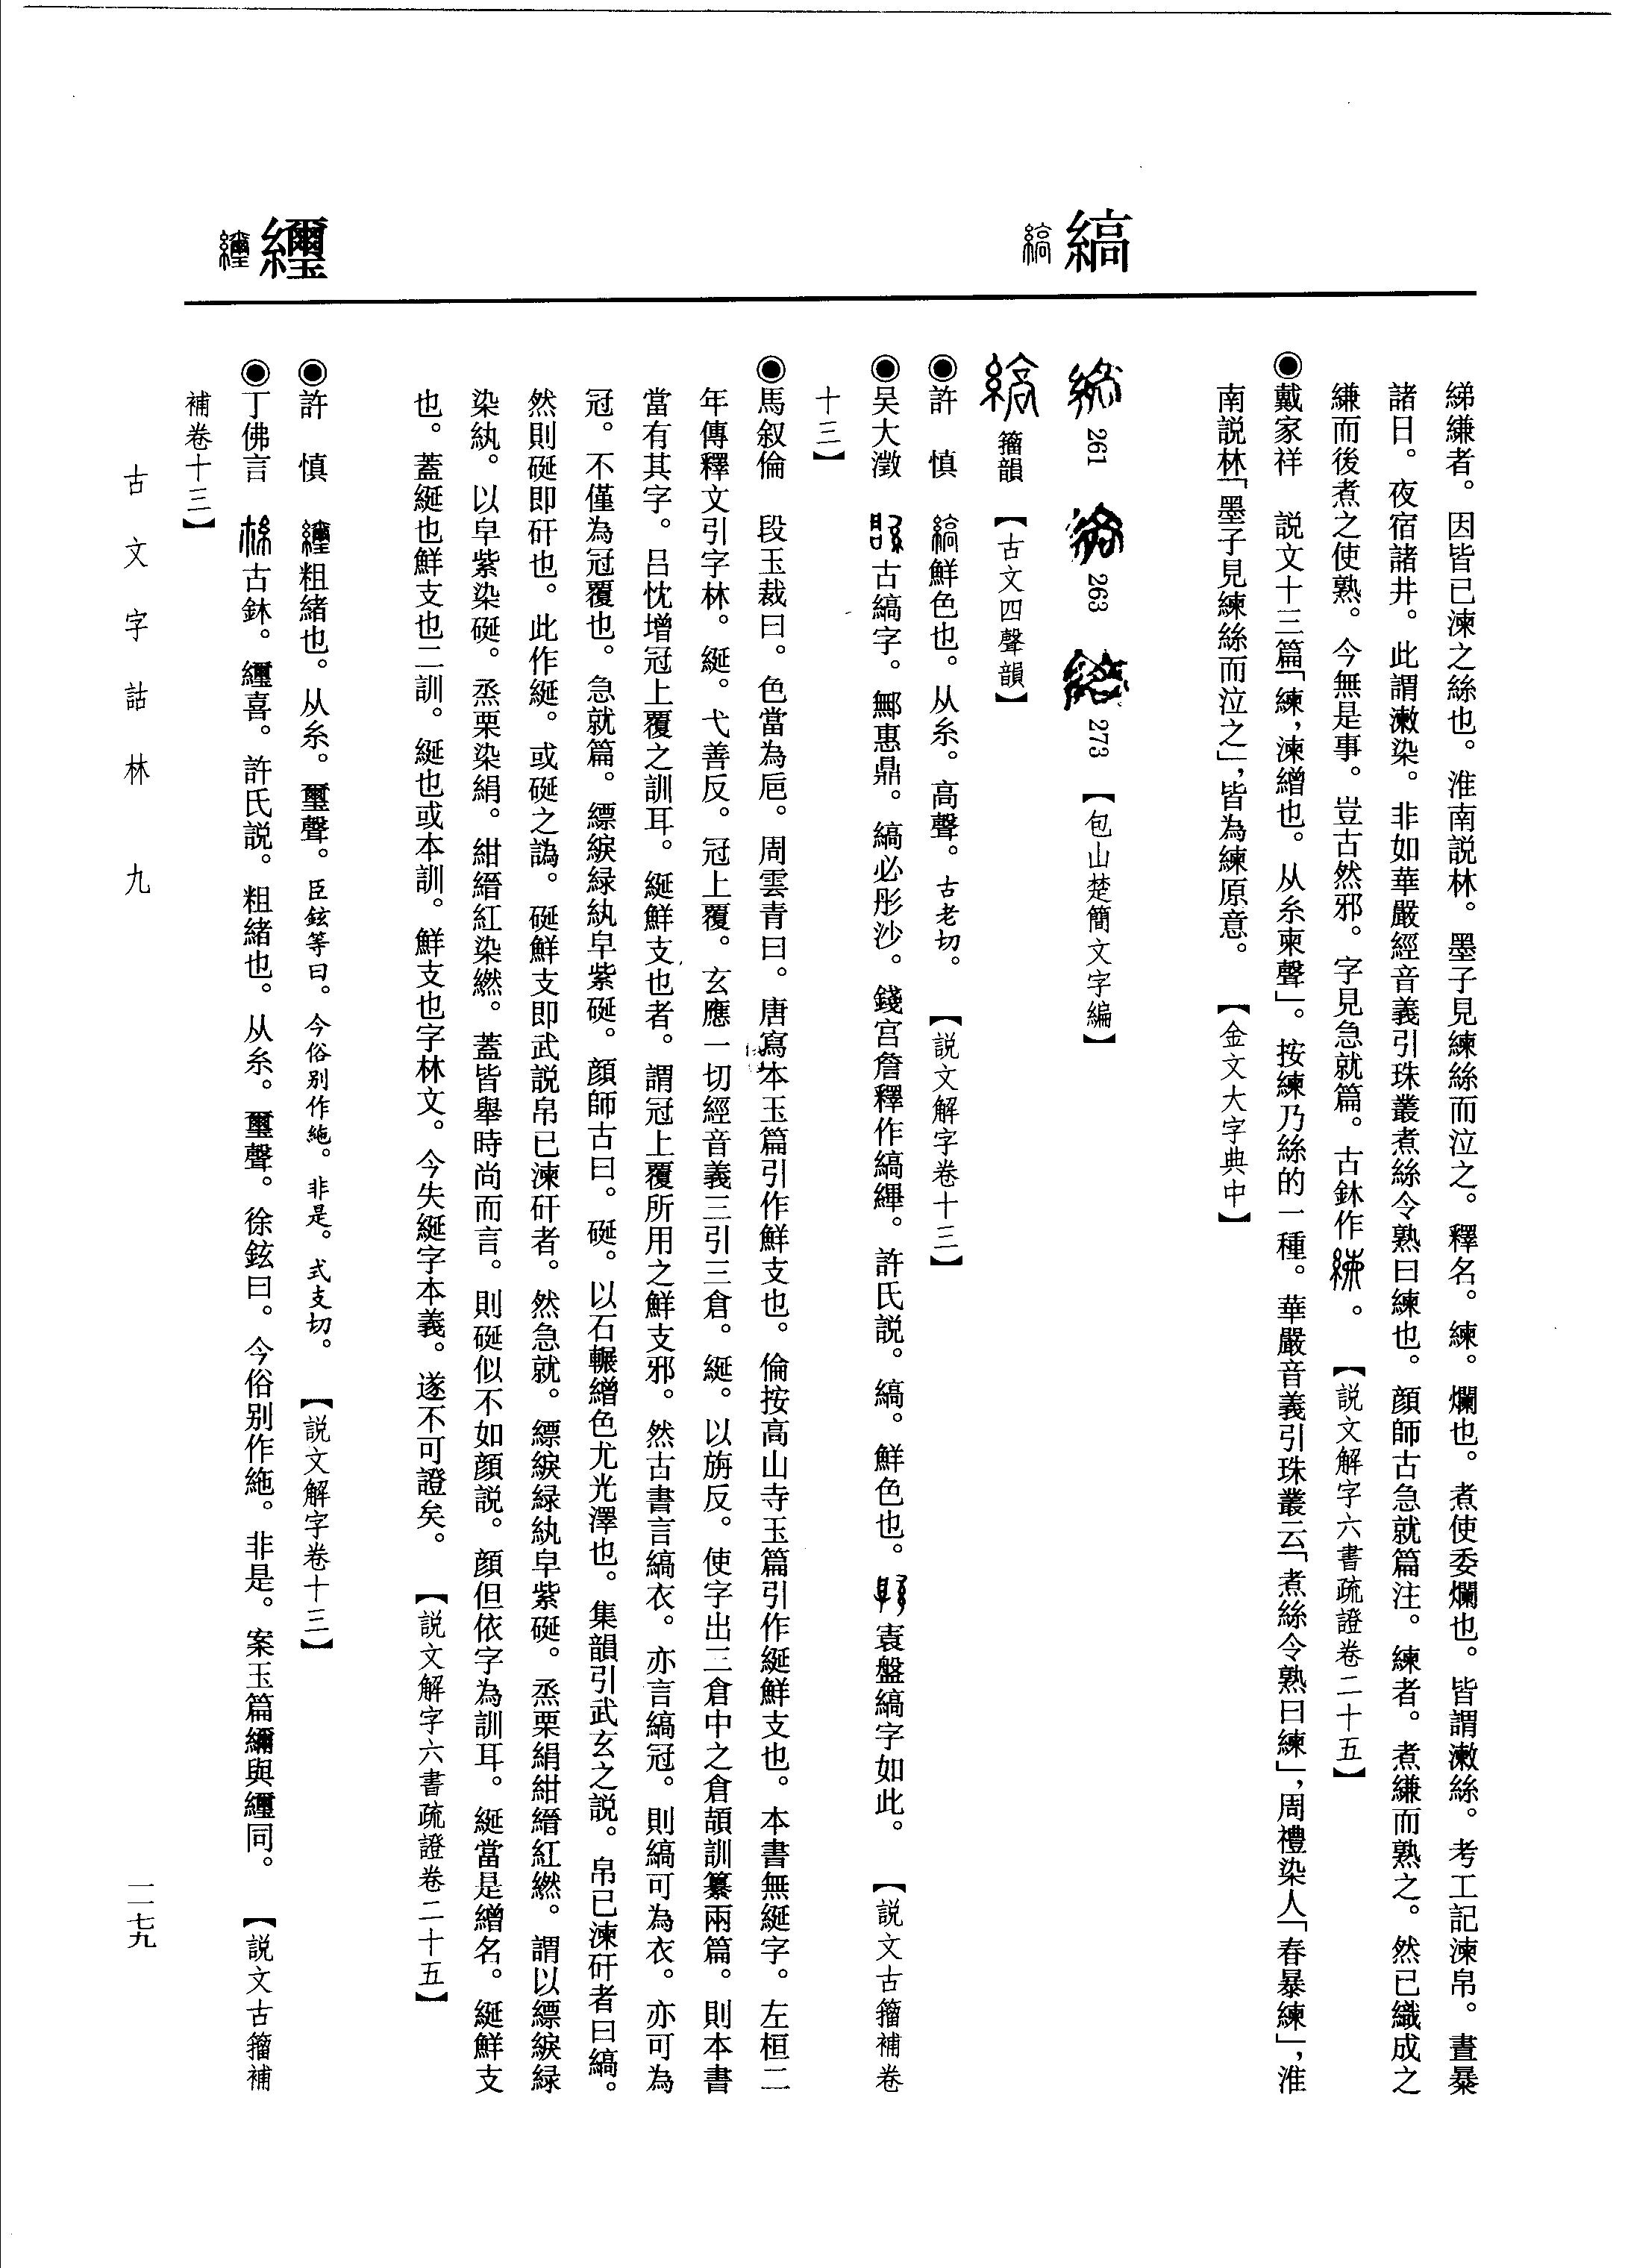 綈縑者。因皆已湅之絲也。淮南説林。墨子見練絲而泣之。釋名。練。爛也。煮使委爛也。皆謂漱絲。考工記湅帛。晝暴
諸日。夜宿諸井。此謂漱染。非如華嚴經音義引珠叢煮絲令熟曰練也。顔師古急就篇注。練者。煮縑而熟之。然已織成之
縑而後煮之使熟。今無是事。豈古然邪。字見急就篇。古鉥作。【説文解字六書疏證卷二十五】
◉戴家祥　説文十三篇「練，湅繒也。从糸柬聲」。按練乃絲的一種。華嚴音義引珠叢云「煮絲令熟曰練」，周禮染人「春暴練」，淮
南説林「墨子見練絲而泣之」，皆為練原意。【金文大字典中】
縞
縞
261　263　273【包山楚簡文字編】
籀韻【古文四聲韻】
◉許　慎　縞鮮色也。从糸。高聲。古老切。【説文解字卷十三】
◉吴大澂　古縞字。鄦惠鼎。縞必彤沙。錢宫詹釋作縞縪。許氏説。縞。鮮色也。袁盤縞字如此。【説文古籀補卷
十三】
◉馬叙倫　段玉裁曰。色當為巵。周雲青曰。唐寫本玉篇引作鮮支也。倫按高山寺玉篇引作綖鮮支也。本書無綖字。左桓二
年傳釋文引字林。綖。弋善反。冠上覆。玄應一切經音義三引三倉。綖。以旃反。使字出三倉中之倉頡訓纂兩篇。則本書
當有其字。吕忱增冠上覆之訓耳。綖鮮支也者。謂冠上覆所用之鮮支邪。然古書言縞衣。亦言縞冠。則縞可為衣。亦可為
冠。不僅為冠覆也。急就篇。縹綟緑紈皁紫硟。顔師古曰。硟。以石輾繒色尤光澤也。集韻引武玄之説。帛已湅硏者曰縞。
然則硟即硏也。此作綖。或硟之譌。硟鮮支即武説帛已湅硏者。然急就。縹綟緑紈皁紫硟。烝栗絹紺縉紅繎。謂以縹綟緑
染紈。以皁紫染硟。烝栗染絹。紺縉紅染繎。蓋皆舉時尚而言。則硟似不如顔説。顔但依字為訓耳。綖當是繒名。綖鮮支
也。蓋綖也鮮支也二訓。綖也或本訓。鮮支也字林文。今失綖字本義。遂不可證矣。【説文解字六書疏證卷二十五】
䌳
䌳
◉許　慎　䌳粗緒也。从糸。璽聲。臣鉉等曰。今俗别作絁。非是。式支切。【説文解字卷十三】
◉丁佛言　古鉥。䌳喜。許氏説。粗緒也。从糸。璽聲。徐鉉曰。今俗别作絁。非是。案玉篇與䌳同。【説文古籀補
補卷十三】
古文字詁林　九
二七九